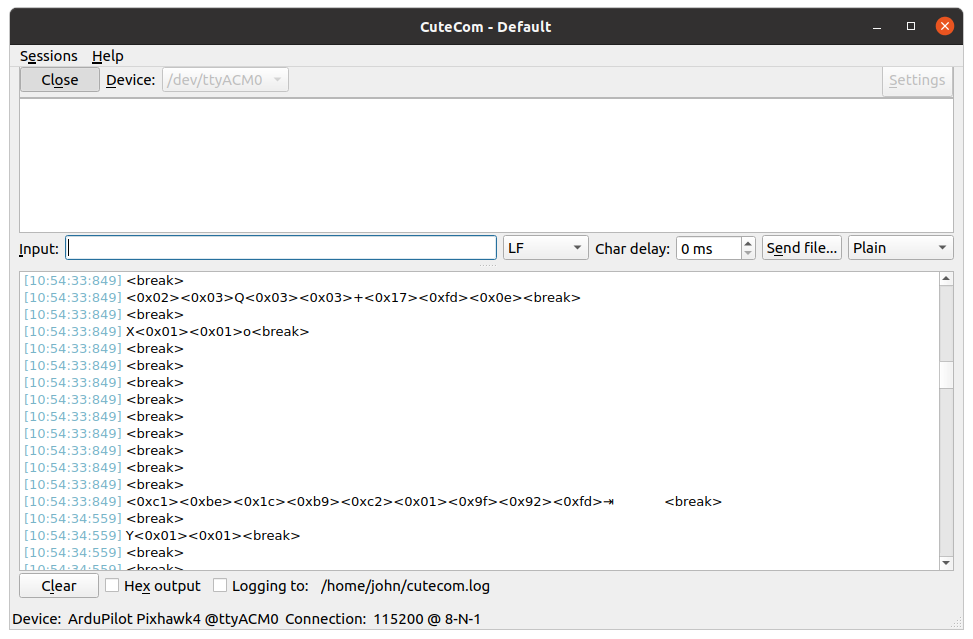 CuteCom - Default
Sessions Help
Close Device: /dev/ttyACM0 Settings
Input: LF Char delay: 0 ms Send file... Plain
[10:54:33:849] <break>
[10:54:33:849] <0x02><0x03>Q<0x03><0x03>+<0x17><0xfd><0x0e><break>
[10:54:33:849] <break>
[10:54:33:849] X<0x01><0x01>o<break>
[10:54:33:849] <break>
[10:54:33:849] <break>
[10:54:33:849] <break>
[10:54:33:849] <break>
[10:54:33:849] <break>
[10:54:33:849] <break>
[10:54:33:849] <break>
[10:54:33:849] <break>
[10:54:33:849] <break>
[10:54:33:849] <0xc1><0xbe><0x1c><0xb9><0xc2><0x01><0x9f><0x92><0xfd>⇥ <break>
[10:54:34:559] <break>
[10:54:34:559] Y<0x01><0x01><break>
[10:54:34:559] <break>
[10:54:34:559] <break>
Clear Hex output Logging to: /home/john/cutecom.log
Device: ArduPilot Pixhawk4 @ttyACM0 Connection: 115200 @ 8-N-1